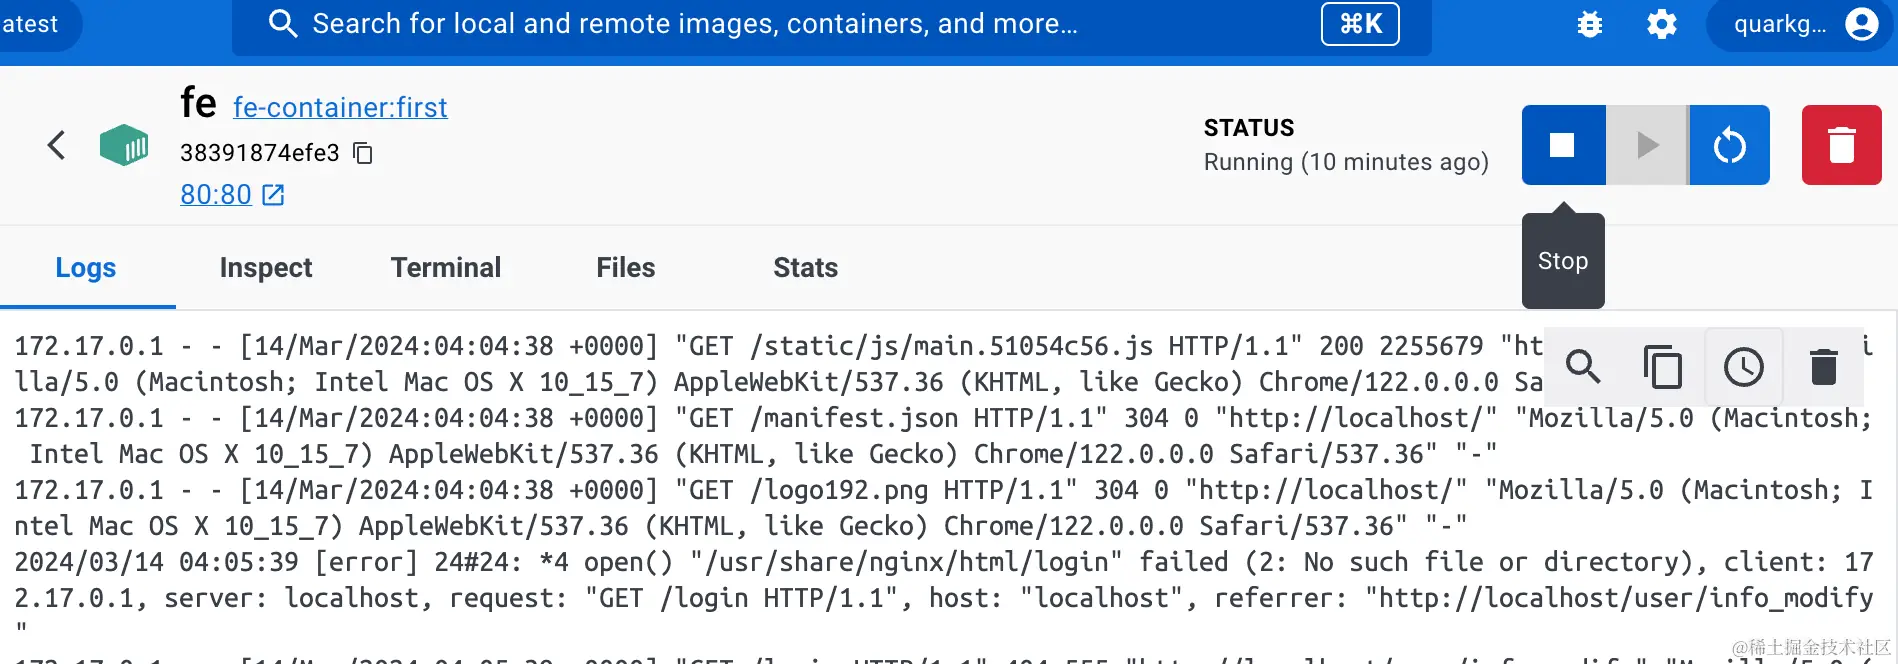 atest
Search for local and remote images, containers, and more...
⌘K
quarkg...
fe fe-container:first
38391874efe3
80:80
STATUS
Running (10 minutes ago)
Stop
Logs Inspect Terminal Files Stats
172.17.0.1 - - [14/Mar/2024:04:04:38 +0000] "GET /static/js/main.51054c56.js HTTP/1.1" 200 2255679 "ht i
lla/5.0 (Macintosh; Intel Mac OS X 10_15_7) AppleWebKit/537.36 (KHTML, like Gecko) Chrome/122.0.0.0 Sa
172.17.0.1 - - [14/Mar/2024:04:04:38 +0000] "GET /manifest.json HTTP/1.1" 304 0 "http://localhost/" "Mozilla/5.0 (Macintosh;
Intel Mac OS X 10_15_7) AppleWebKit/537.36 (KHTML, like Gecko) Chrome/122.0.0.0 Safari/537.36" "-"
172.17.0.1 - - [14/Mar/2024:04:04:38 +0000] "GET /logo192.png HTTP/1.1" 304 0 "http://localhost/" "Mozilla/5.0 (Macintosh; I
ntel Mac OS X 10_15_7) AppleWebKit/537.36 (KHTML, like Gecko) Chrome/122.0.0.0 Safari/537.36" "-"
2024/03/14 04:05:39 [error] 24#24: *4 open() "/usr/share/nginx/html/login" failed (2: No such file or directory), client: 17
2.17.0.1, server: localhost, request: "GET /login HTTP/1.1", host: "localhost", referrer: "http://localhost/user/info_modify
"
@稀土掘金技术社区